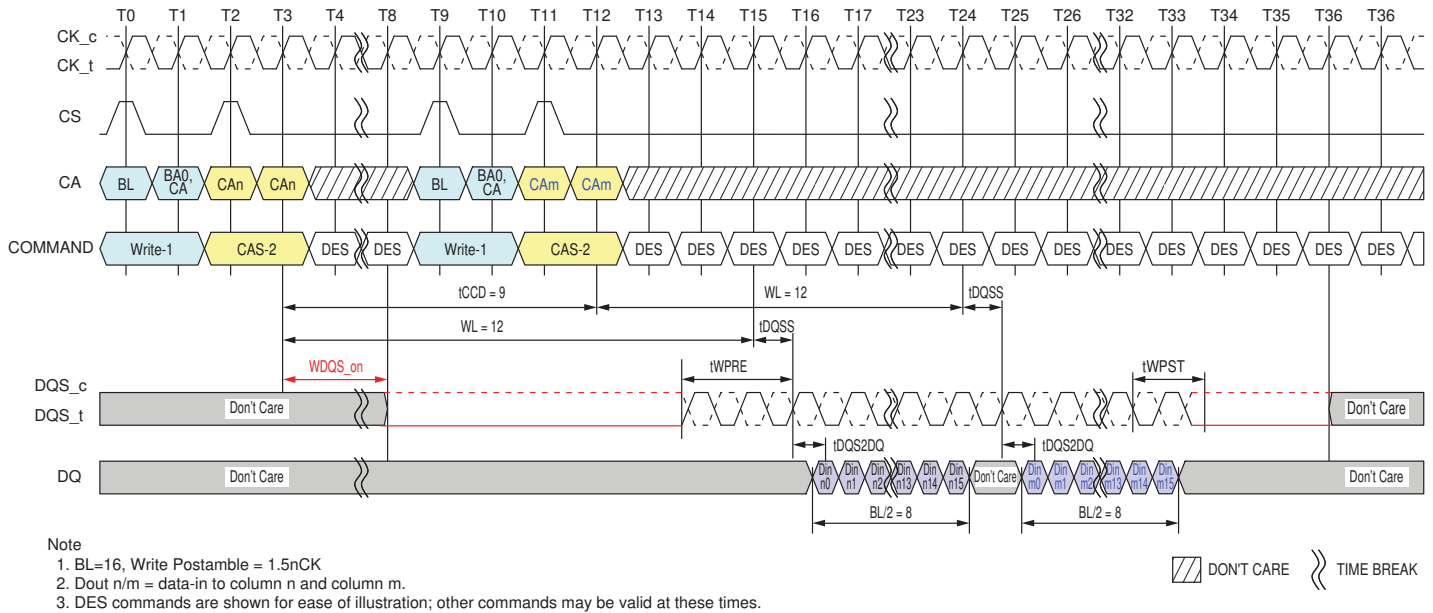 T0 T1 T2 T3 T4 T8 T9 T10 T11 T12 T13 T14 T15 T16 T17 T23 T24 T25 T26 T32 T33 T34 T35 T36 T36
CK_c
CK_t
CS
CA BL BA0, CA CAn CAn BL BA0, CA CAm CAm
COMMAND Write-1 CAS-2 DES DES Write-1 CAS-2 DES DES DES DES DES DES DES DES DES DES DES DES DES DES DES
tCCD = 9 WL = 12 tDQSS
WL = 12 tDQSS
WDQS_on tWPRE tWPST
DQS_c
DQS_t Don't Care Don't Care
tDQS2DQ tDQS2DQ
DQ Don't Care Din n0 Din n1 Din n2 Din n13 Din n14 Din n15 Don't Care Din m0 Din m1 Din m2 Din m13 Din m14 Din m15 Don't Care
BL/2 = 8 BL/2 = 8
Note
1. BL=16, Write Postamble = 1.5nCK
2. Dout n/m = data-in to column n and column m.
3. DES commands are shown for ease of illustration; other commands may be valid at these times.
DON'T CARE TIME BREAK